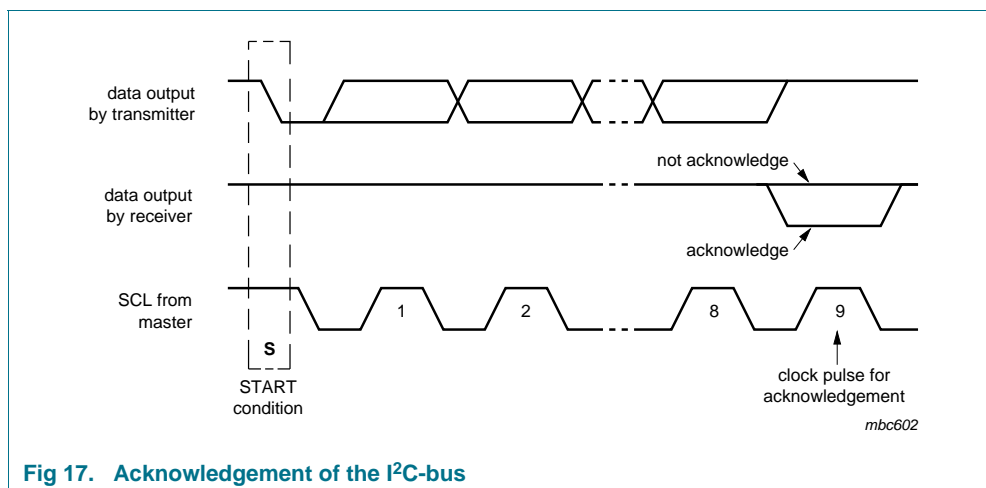 data output
by transmitter
not acknowledge
data output
by receiver
acknowledge
SCL from
master
1
2
8
9
S
START
condition
clock pulse for
acknowledgement
mbc602
Fig 17. Acknowledgement of the I²C-bus